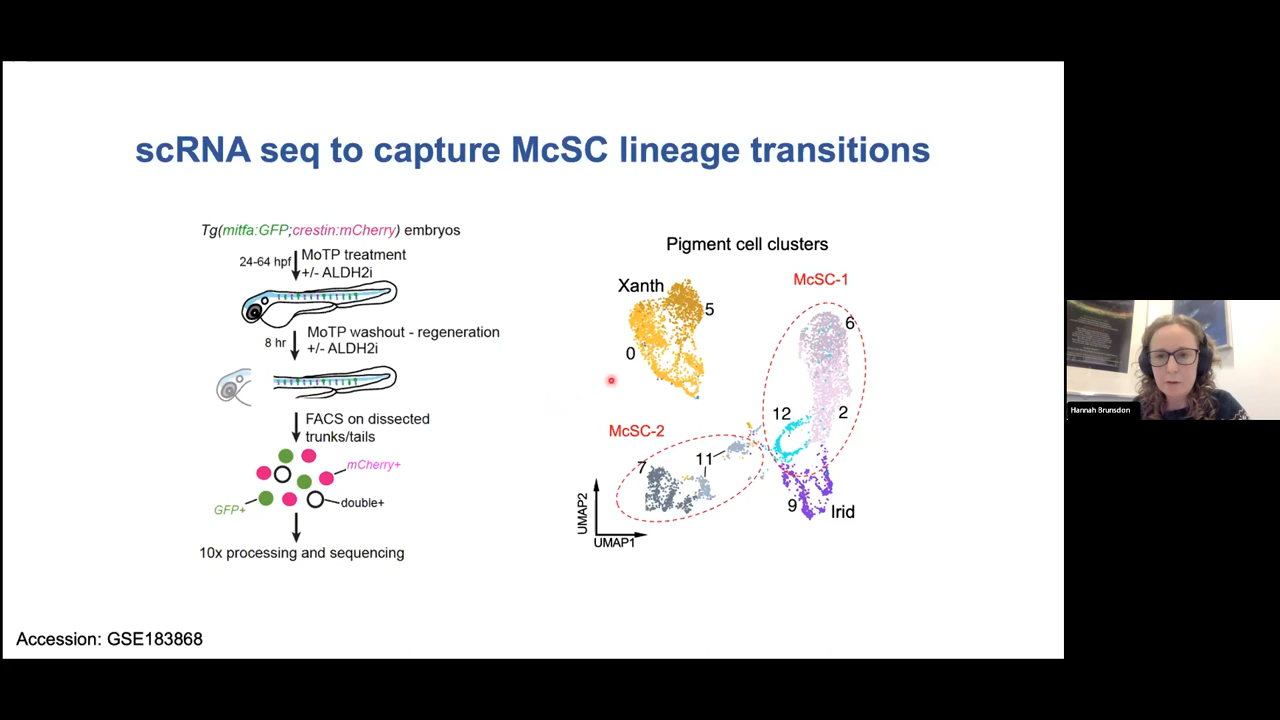 scRNA seq to capture McSC lineage transitions
Tg(mitfa:GFP;crestin:mCherry) embryos
24-64 hpf
MoTP treatment
+/- ALDH2i
8 hr
MoTP washout - regeneration
+/- ALDH2i
FACS on dissected
trunks/tails
mCherry+
GFP+
double+
10x processing and sequencing
Pigment cell clusters
Xanth
5
0
McSC-1
6
12
2
McSC-2
7
11
9
Irid
UMAP2
UMAP1
Accession: GSE183868
Hannah Brunsdon